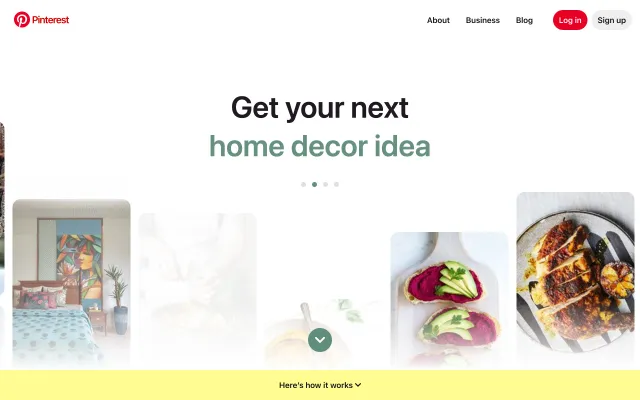 Pinterest
About
Business
Blog
Log in
Sign up
Get your next
home decor idea
Here's how it works